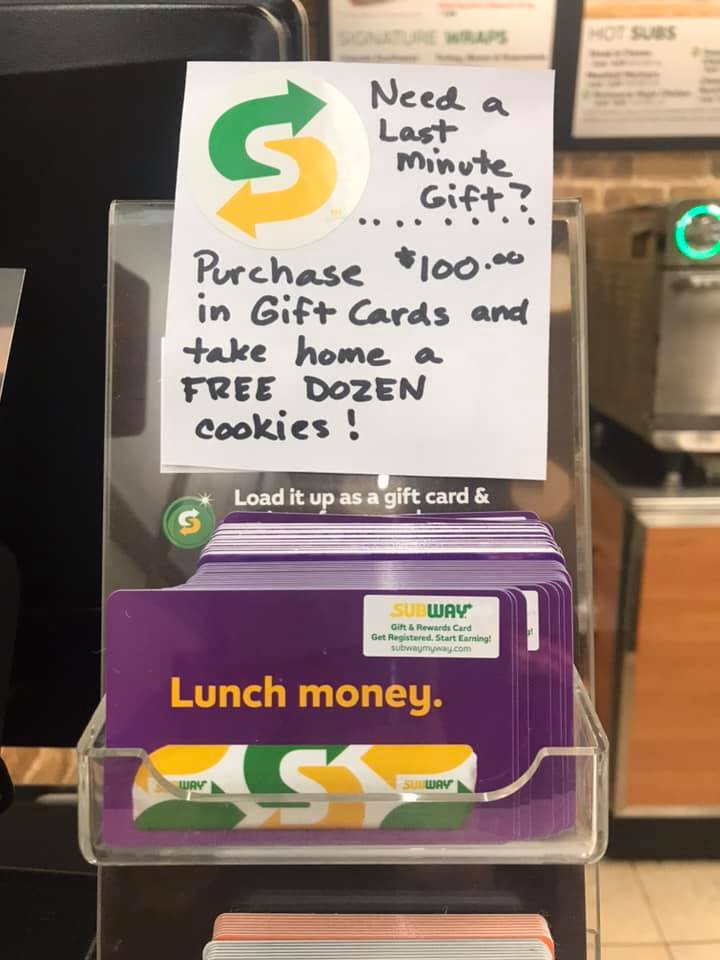 SIGNATURE WRAPS
HOT SUBS
Need a
Last
minute
Gift?
.........
Purchase $100.00
in Gift Cards and
take home a
FREE DOZEN
cookies!
Load it up as a gift card &
SUBWAY
Gift & Rewards Card
Get Registered. Start Earning!
subwaymyway.com
Lunch money.
SUBWAY
SUBWAY